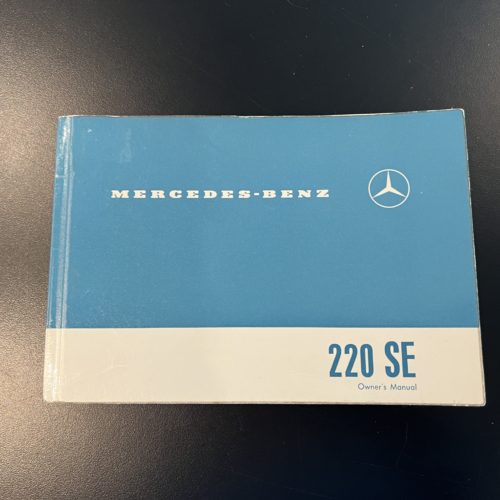 MERCEDES-BENZ
220 SE
Owner's Manual